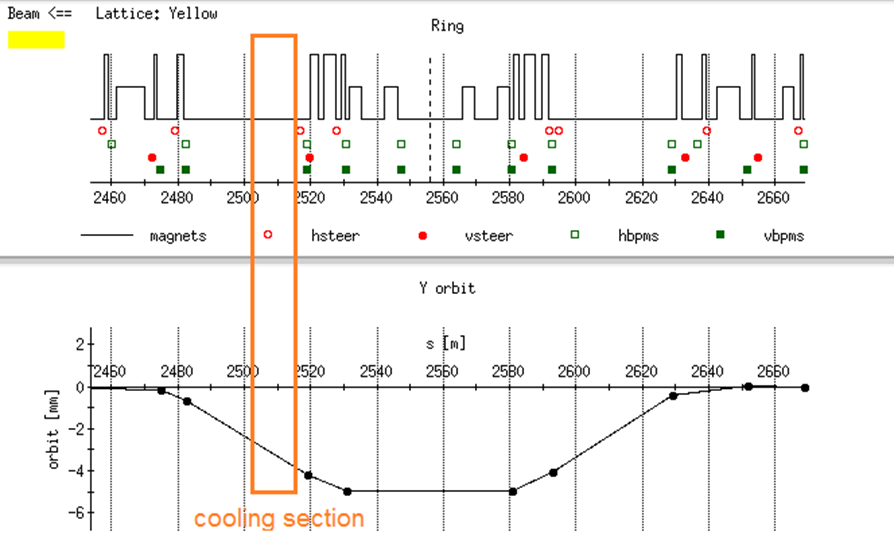 Beam <== Lattice: Yellow
Ring
2460 2480 2500 2520 2540 2560 2580 2600 2620 2640 2660
magnets hsteer vsteer hbpms vbpms
Y orbit
s [m]
2460 2480 2500 2520 2540 2560 2580 2600 2620 2640 2660
2
0
-2
-4
-6
orbit [mm]
cooling section